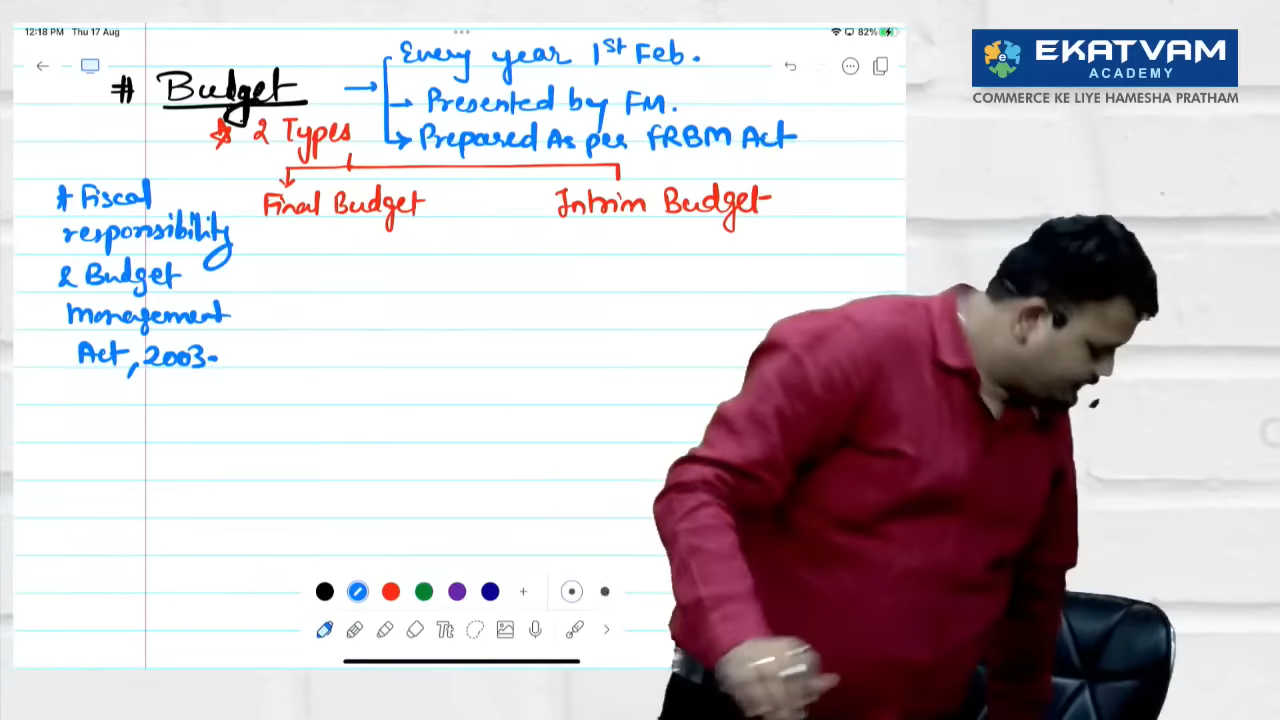 12:18 PM Thu 17 Aug
82%
EKATVAM
ACADEMY
COMMERCE KE LIYE HAMESHA PRATHAM
# Budget
Every year 1st Feb.
Presented by FM.
Prepared As per FRBM Act
2 Types
Final Budget
Intrim Budget
Fiscal
responsibility
& Budget
Management
Act, 2003-
Tt